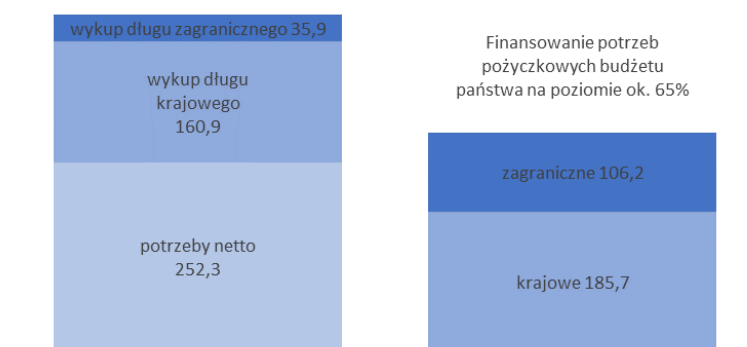 wykup długu zagranicznego 35,9
wykup długu
krajowego
160,9
potrzeby netto
252,3
Finansowanie potrzeb
pożyczkowych budżetu
państwa na poziomie ok. 65%
zagraniczne 106,2
krajowe 185,7